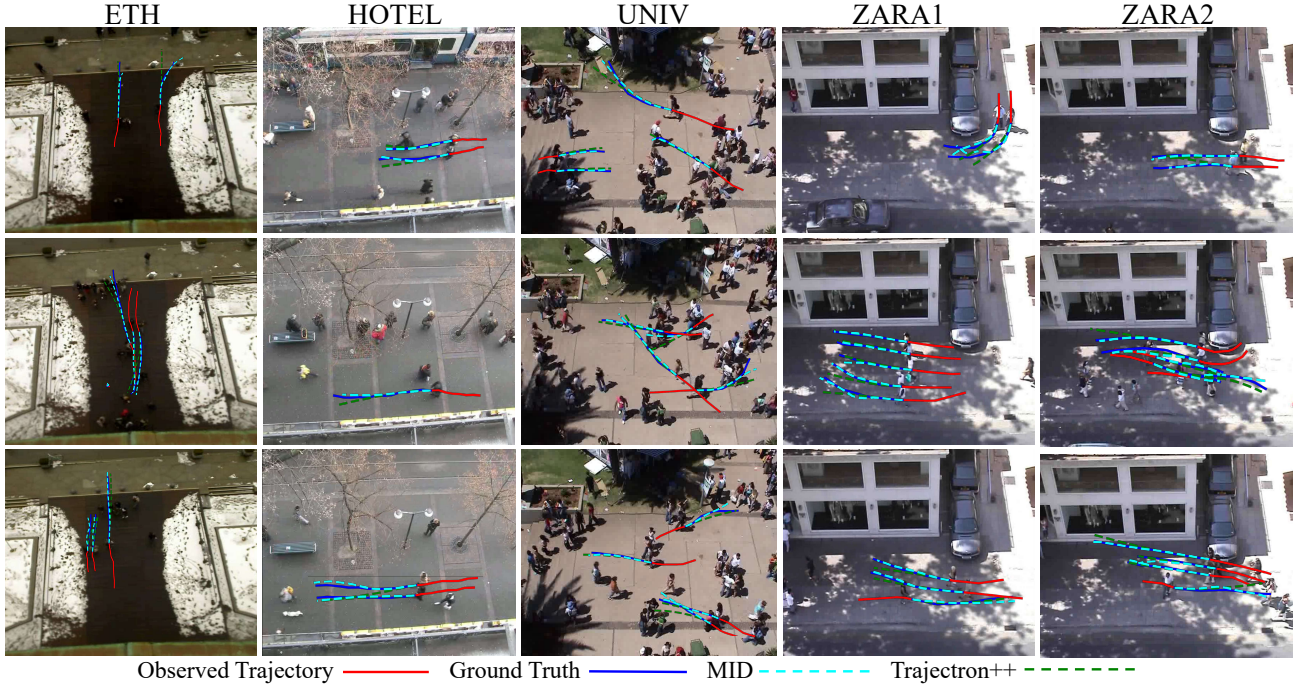 ETH HOTEL UNIV ZARA1 ZARA2
Observed Trajectory Ground Truth MID Trajectron++